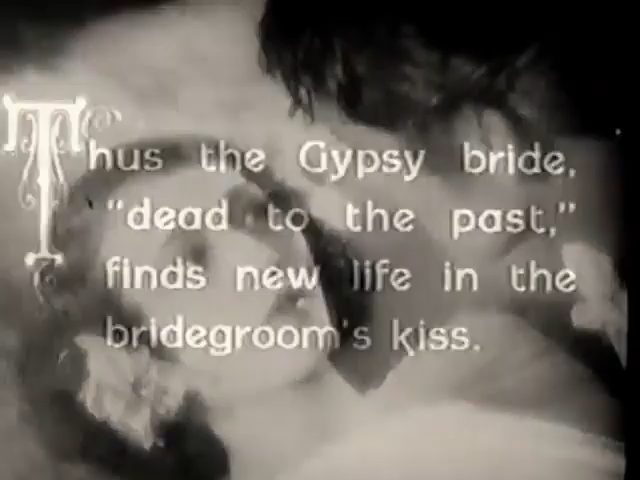 Thus the Gypsy bride,
"dead to the past,"
finds new life in the
bridegroom's kiss.